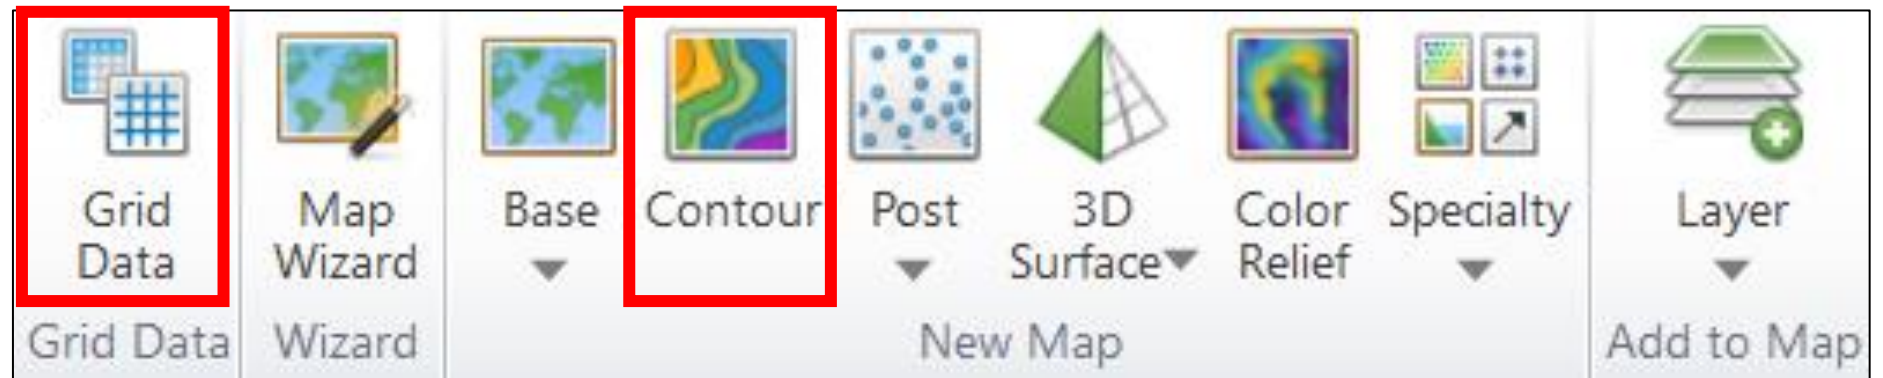 Grid
Data
Map
Wizard
Base
Contour
Post
3D
Surface
Color
Relief
Specialty
Layer
Grid Data
Wizard
New Map
Add to Map